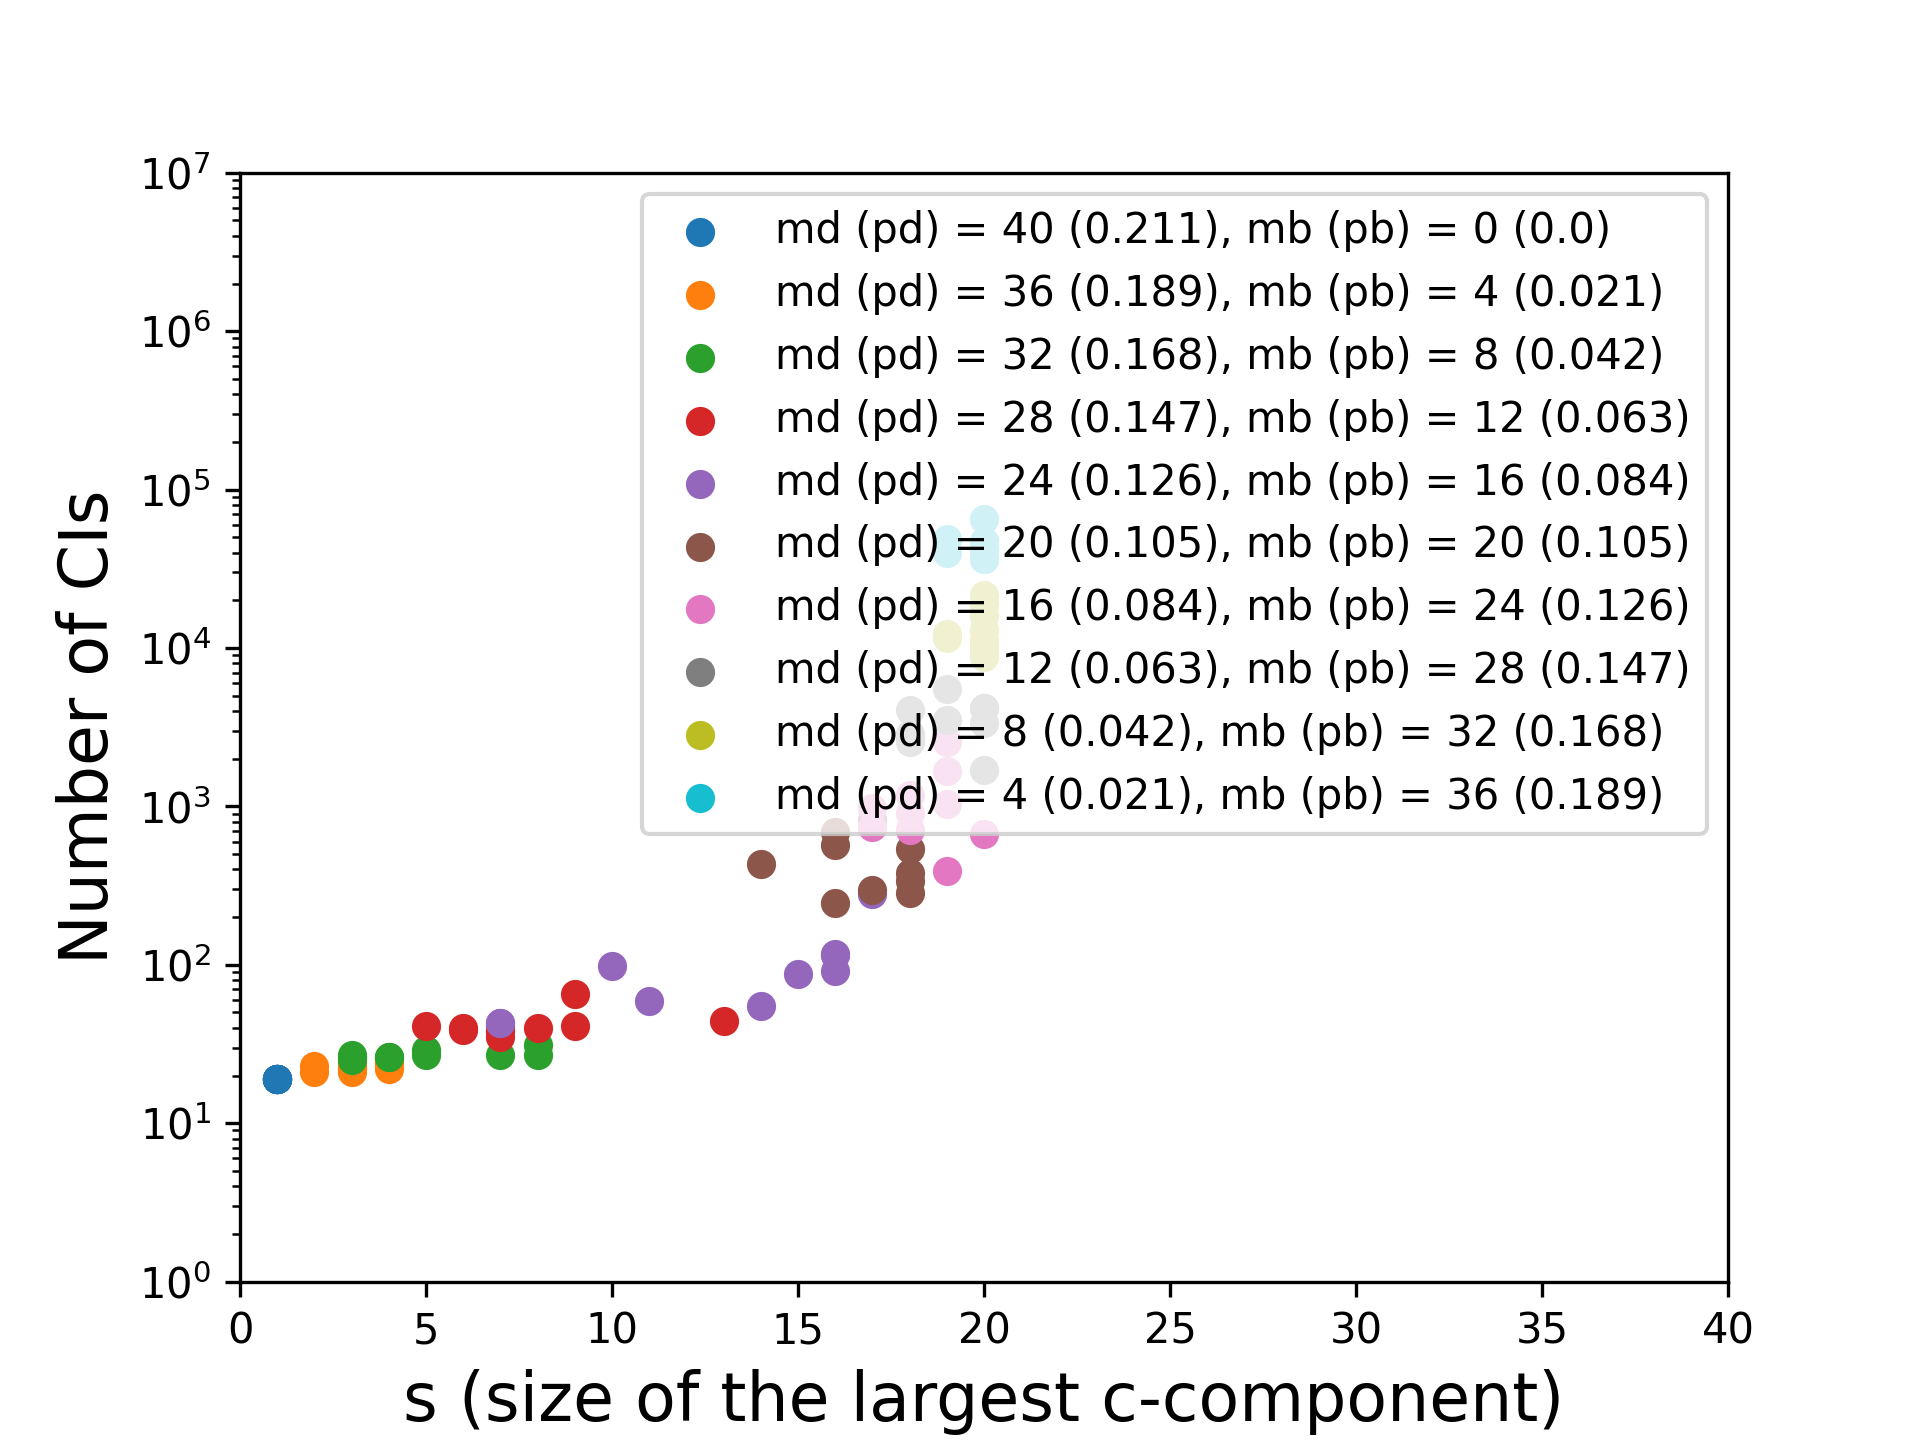 10^7
10^6
10^5
10^4
10^3
10^2
10^1
10^0
Number of CIs
md (pd) = 40 (0.211), mb (pb) = 0 (0.0)
md (pd) = 36 (0.189), mb (pb) = 4 (0.021)
md (pd) = 32 (0.168), mb (pb) = 8 (0.042)
md (pd) = 28 (0.147), mb (pb) = 12 (0.063)
md (pd) = 24 (0.126), mb (pb) = 16 (0.084)
md (pd) = 20 (0.105), mb (pb) = 20 (0.105)
md (pd) = 16 (0.084), mb (pb) = 24 (0.126)
md (pd) = 12 (0.063), mb (pb) = 28 (0.147)
md (pd) = 8 (0.042), mb (pb) = 32 (0.168)
md (pd) = 4 (0.021), mb (pb) = 36 (0.189)
0 5 10 15 20 25 30 35 40
s (size of the largest c-component)